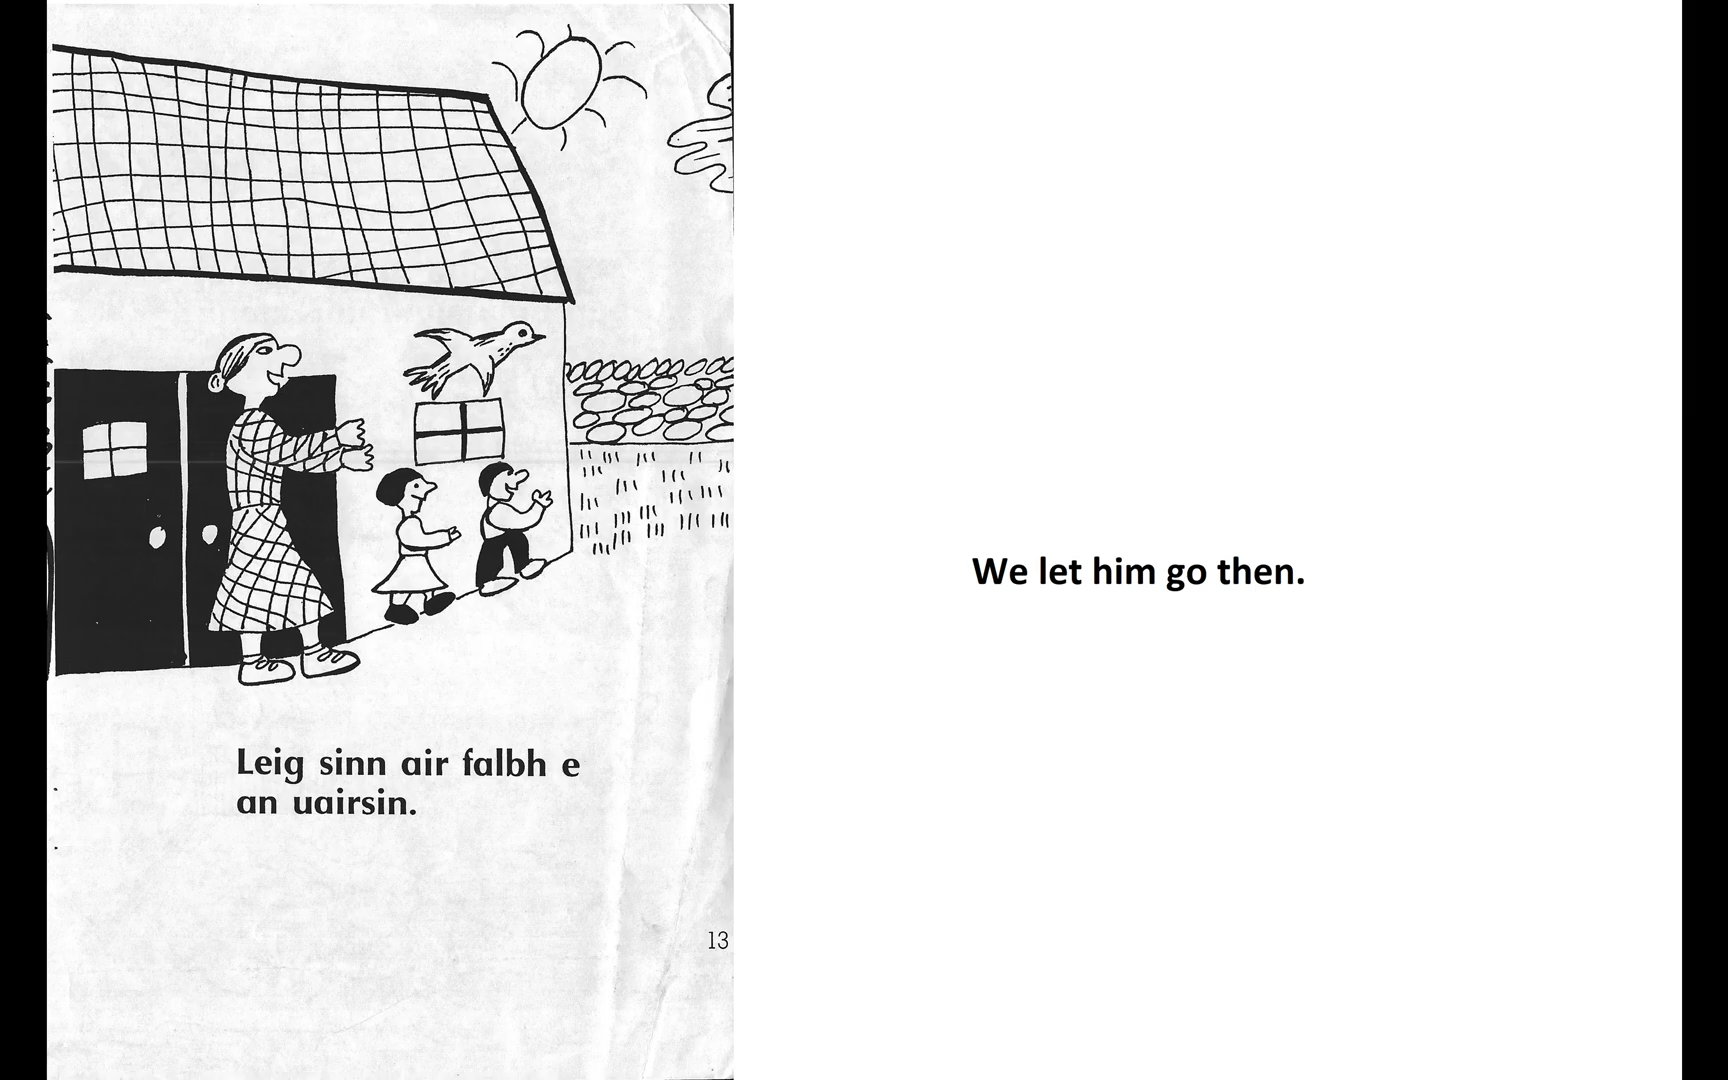 Leig sinn air falbh e
an uairsin.
13
We let him go then.